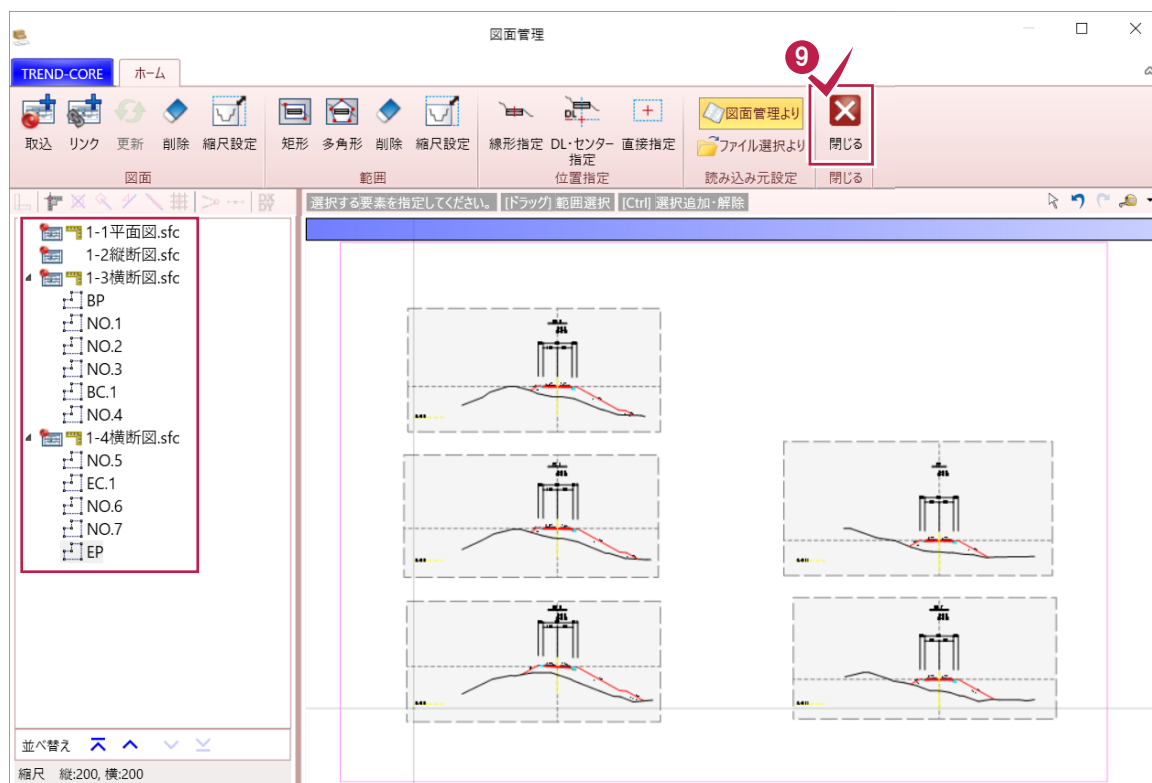 図面管理
TREND-CORE ホーム
9
取込 リンク 更新 削除 縮尺設定
図面
矩形 多角形 削除 縮尺設定
範囲
線形指定 DL・センター指定 直接指定
位置指定
図面管理より
ファイル選択より
読み込み元設定
閉じる
閉じる
選択する要素を指定してください。 [ドラッグ] 範囲選択 [Ctrl] 選択追加・解除
1-1平面図.sfc
1-2縦断図.sfc
1-3横断図.sfc
BP
NO.1
NO.2
NO.3
BC.1
NO.4
1-4横断図.sfc
NO.5
EC.1
NO.6
NO.7
EP
並べ替え
縮尺 縦:200, 横:200